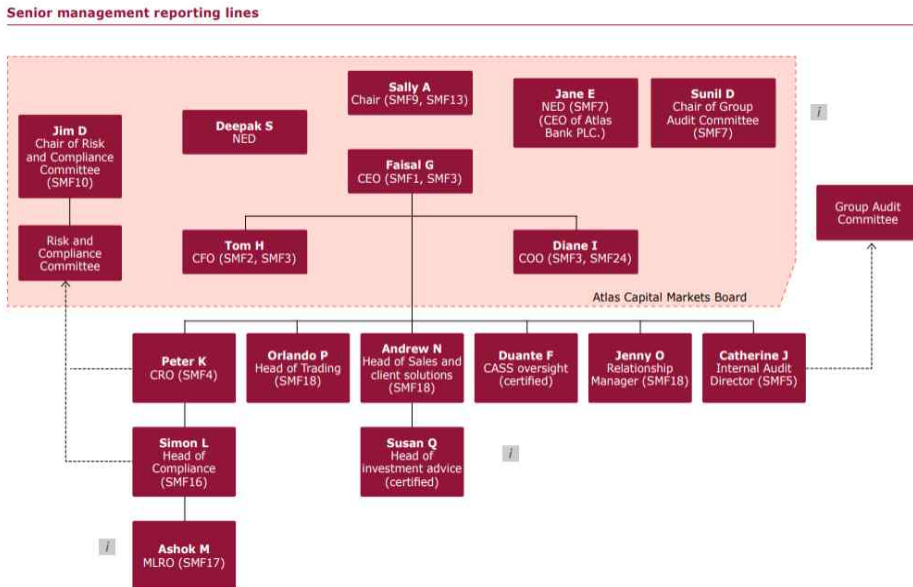 Senior management reporting lines
Sally A
Chair (SMF9, SMF13)
Jane E
NED (SMF7)
(CEO of Atlas
Bank PLC.)
Sunil D
Chair of Group
Audit Committee
(SMF7)
i
Deepak S
NED
Jim D
Chair of Risk
and Compliance
Committee
(SMF10)
Faisal G
CEO (SMF1, SMF3)
Group Audit
Committee
Risk and
Compliance
Committee
Tom H
CFO (SMF2, SMF3)
Diane I
COO (SMF3, SMF24)
Atlas Capital Markets Board
Peter K
CRO (SMF4)
Orlando P
Head of Trading
(SMF18)
Andrew N
Head of Sales and
client solutions
(SMF18)
Duante F
CASS oversight
(certified)
Jenny O
Relationship
Manager (SMF18)
Catherine J
Internal Audit
Director (SMF5)
Simon L
Head of
Compliance
(SMF16)
Susan Q
Head of
investment advice
(certified)
i
i
Ashok M
MLRO (SMF17)